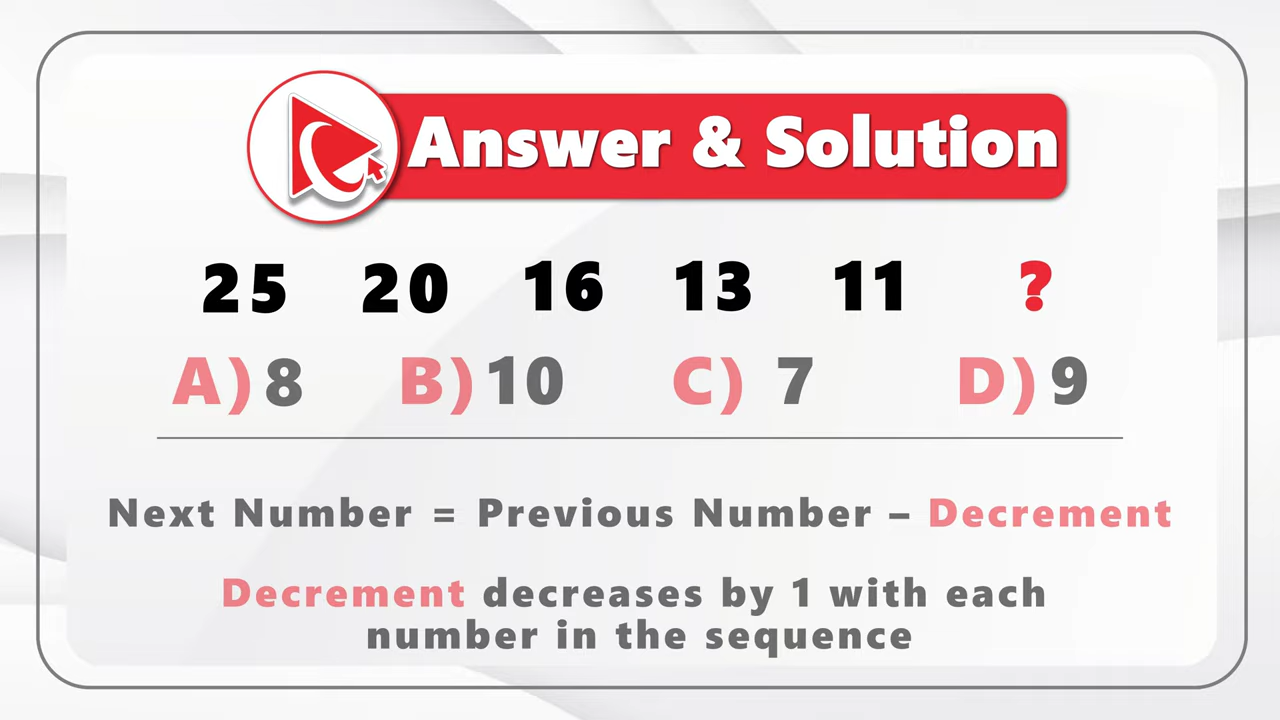 Answer & Solution
25 20 16 13 11 ?
A) 8 B) 10 C) 7 D) 9
Next Number = Previous Number – Decrement
Decrement decreases by 1 with each
number in the sequence